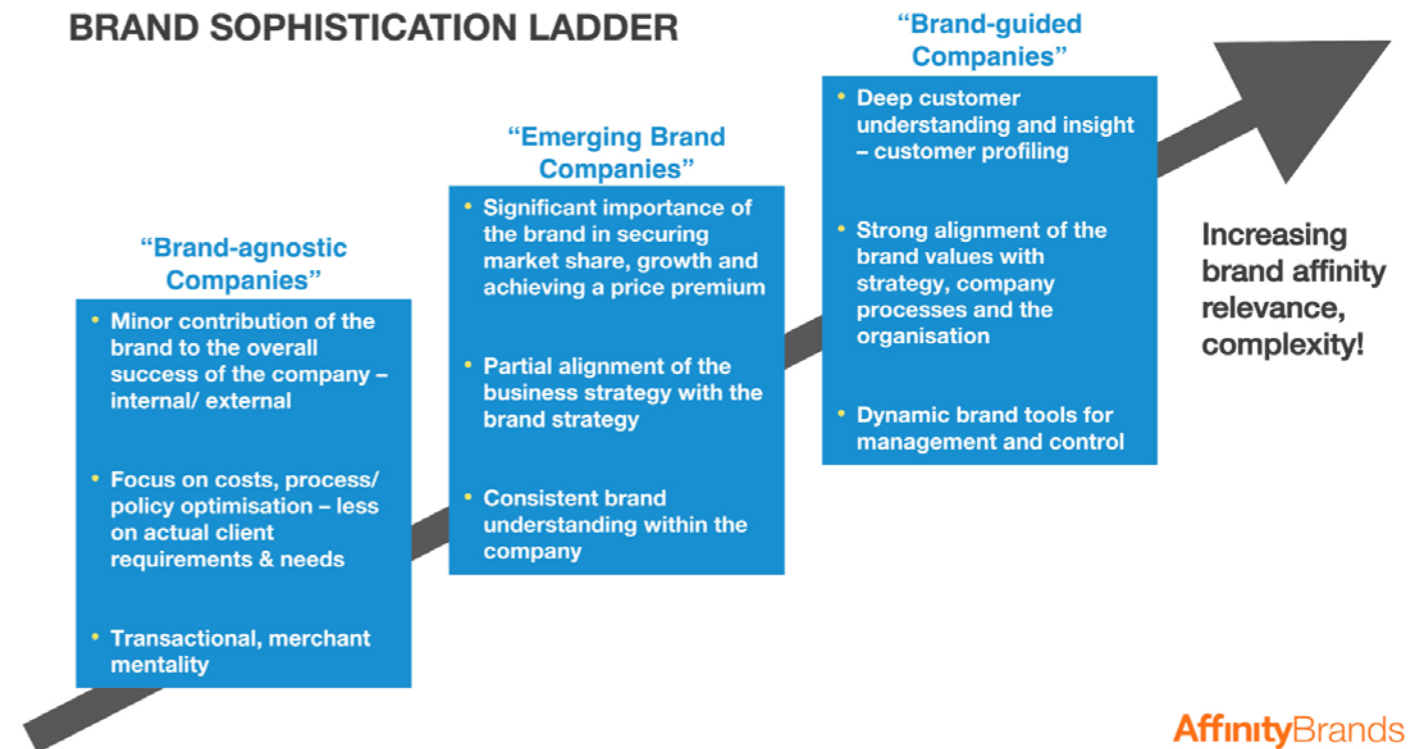 BRAND SOPHISTICATION LADDER
“Brand-agnostic
Companies”
• Minor contribution of the
brand to the overall
success of the company –
internal/ external
• Focus on costs, process/
policy optimisation – less
on actual client
requirements & needs
• Transactional, merchant
mentality
“Emerging Brand
Companies”
• Significant importance of
the brand in securing
market share, growth and
achieving a price premium
• Partial alignment of the
business strategy with the
brand strategy
• Consistent brand
understanding within the
company
“Brand-guided
Companies”
• Deep customer
understanding and insight
– customer profiling
• Strong alignment of the
brand values with
strategy, company
processes and the
organisation
• Dynamic brand tools for
management and control
Increasing
brand affinity
relevance,
complexity!
AffinityBrands